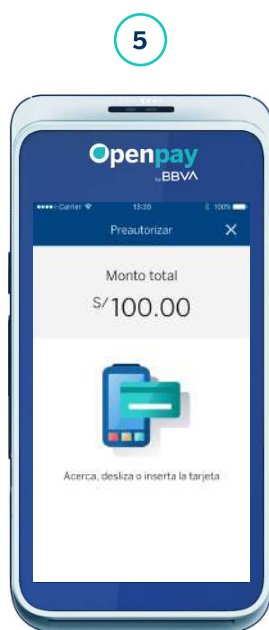 5
Openpay
by BBVA
Carrier 13:20 100%
Preautorizar
Monto total
S/100.00
Acerca, desliza o inserta la tarjeta